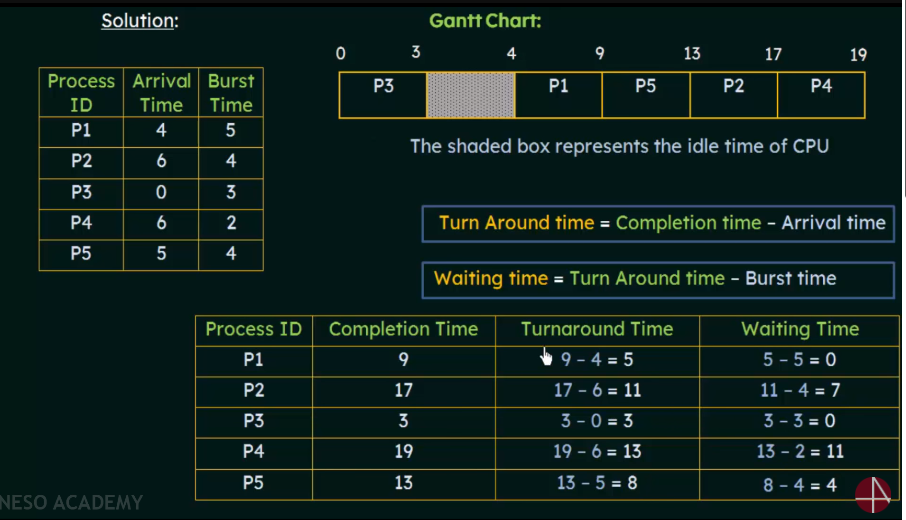 Solution:
Gantt Chart:
0 3 4 9 13 17 19
P3 P1 P5 P2 P4
The shaded box represents the idle time of CPU
Process ID Arrival Time Burst Time
P1 4 5
P2 6 4
P3 0 3
P4 6 2
P5 5 4
Turn Around time = Completion time – Arrival time
Waiting time = Turn Around time – Burst time
Process ID Completion Time Turnaround Time Waiting Time
P1 9 9 – 4 = 5 5 – 5 = 0
P2 17 17 – 6 = 11 11 – 4 = 7
P3 3 3 – 0 = 3 3 – 3 = 0
P4 19 19 – 6 = 13 13 – 2 = 11
P5 13 13 – 5 = 8 8 – 4 = 4
NESO ACADEMY